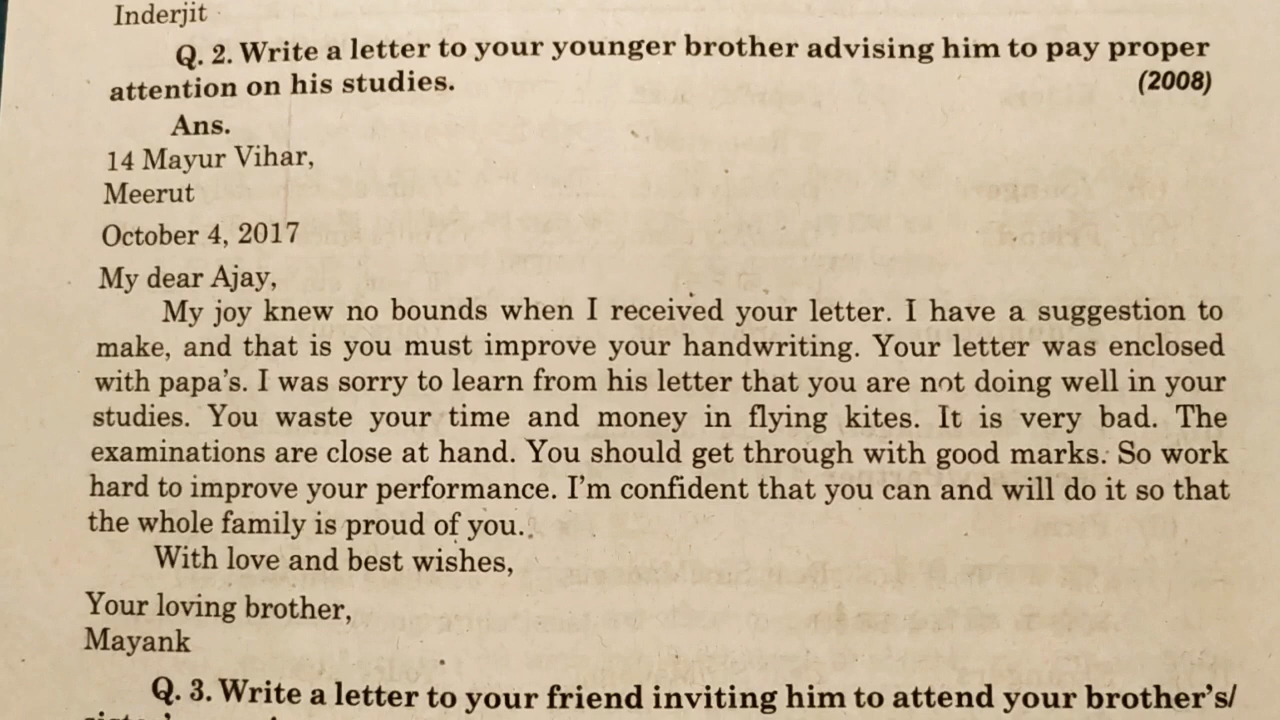 Inderjit
Q. 2. Write a letter to your younger brother advising him to pay proper
attention on his studies. (2008)
Ans.
14 Mayur Vihar,
Meerut
October 4, 2017
My dear Ajay,
My joy knew no bounds when I received your letter. I have a suggestion to
make, and that is you must improve your handwriting. Your letter was enclosed
with papa's. I was sorry to learn from his letter that you are not doing well in your
studies. You waste your time and money in flying kites. It is very bad. The
examinations are close at hand. You should get through with good marks. So work
hard to improve your performance. I'm confident that you can and will do it so that
the whole family is proud of you.
With love and best wishes,
Your loving brother,
Mayank
Q. 3. Write a letter to your friend inviting him to attend your brother's/